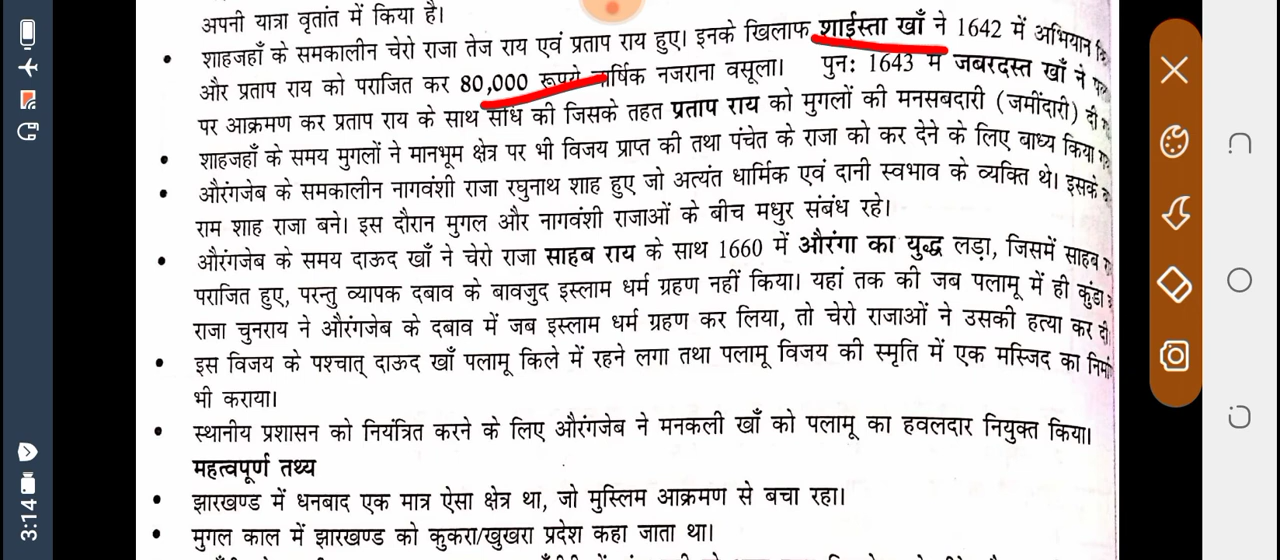 अपनी यात्रा वृतांत में किया है।
• शाहजहाँ के समकालीन चेरो राजा तेज राय एवं प्रताप राय हुए। इनके खिलाफ शाईस्ता खाँ ने 1642 में अभियान
और प्रताप राय को पराजित कर 80,000 रूपये वार्षिक नजराना वसूला। पुनः 1643 में जबरदस्त खाँ ने
पर आक्रमण कर प्रताप राय के साथ संधि की जिसके तहत प्रताप राय को मुगलों की मनसबदारी (जमींदारी) दी
• शाहजहाँ के समय मुगलों ने मानभूम क्षेत्र पर भी विजय प्राप्त की तथा पंचेत के राजा को कर देने के लिए बाध्य किया
• औरंगजेब के समकालीन नागवंशी राजा रघुनाथ शाह हुए जो अत्यंत धार्मिक एवं दानी स्वभाव के व्यक्ति थे। इसके
राम शाह राजा बने। इस दौरान मुगल और नागवंशी राजाओं के बीच मधुर संबंध रहे।
• औरंगजेब के समय दाऊद खाँ ने चेरो राजा साहब राय के साथ 1660 में औरंगा का युद्ध लड़ा, जिसमें साहब
पराजित हुए, परन्तु व्यापक दबाव के बावजुद इस्लाम धर्म ग्रहण नहीं किया। यहां तक की जब पलामू में ही कुंडा
राजा चुनराय ने औरंगजेब के दबाव में जब इस्लाम धर्म ग्रहण कर लिया, तो चेरो राजाओं ने उसकी हत्या कर दी
• इस विजय के पश्चात् दाऊद खाँ पलामू किले में रहने लगा तथा पलामू विजय की स्मृति में एक मस्जिद का
भी कराया।
• स्थानीय प्रशासन को नियंत्रित करने के लिए औरंगजेब ने मनकली खाँ को पलामू का हवलदार नियुक्त किया।
महत्वपूर्ण तथ्य
• झारखण्ड में धनबाद एक मात्र ऐसा क्षेत्र था, जो मुस्लिम आक्रमण से बचा रहा।
• मुगल काल में झारखण्ड को कुकरा/खुखरा प्रदेश कहा जाता था।
3:14